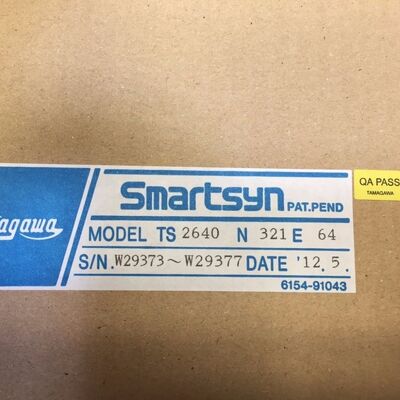 Smartsyn PAT.PEND
QA PASS
TAMAGAWA
agawa
MODEL TS 2640 N 321 E 64
S/N. W29373~W29377 DATE '12. 5.
6154-91043